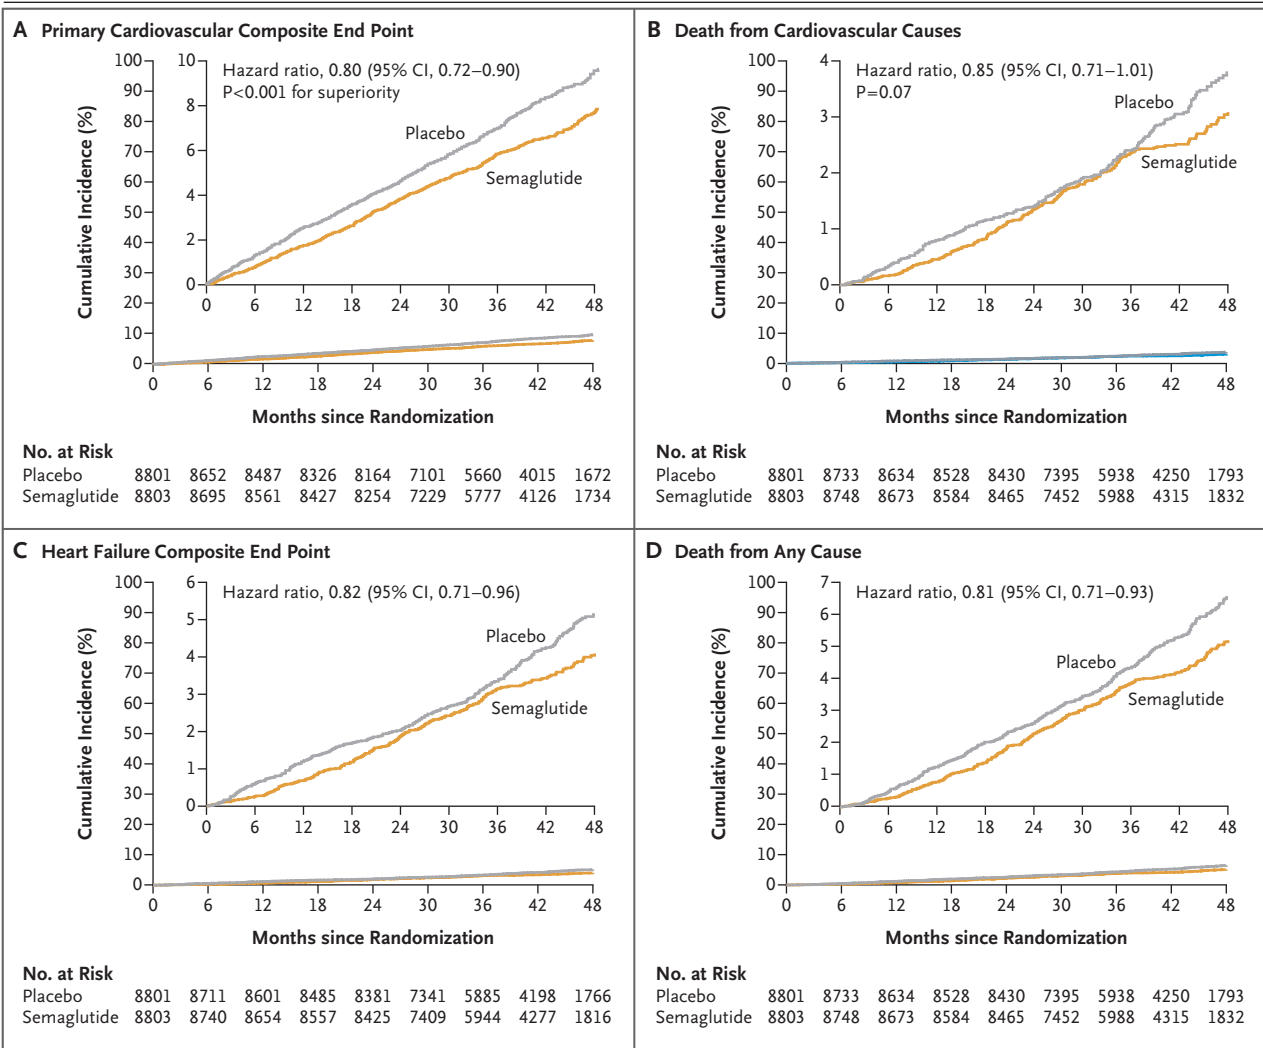 A Primary Cardiovascular Composite End Point
Cumulative Incidence (%)
100
90
80
70
60
50
40
30
20
10
0
10
8
6
4
2
0
Hazard ratio, 0.80 (95% CI, 0.72–0.90)
P<0.001 for superiority
Placebo
Semaglutide
0 6 12 18 24 30 36 42 48
0 6 12 18 24 30 36 42 48
Months since Randomization
No. at Risk
Placebo 8801 8652 8487 8326 8164 7101 5660 4015 1672
Semaglutide 8803 8695 8561 8427 8254 7229 5777 4126 1734
B Death from Cardiovascular Causes
Cumulative Incidence (%)
100
90
80
70
60
50
40
30
20
10
0
4
3
2
1
0
Hazard ratio, 0.85 (95% CI, 0.71–1.01)
P=0.07
Placebo
Semaglutide
0 6 12 18 24 30 36 42 48
0 6 12 18 24 30 36 42 48
Months since Randomization
No. at Risk
Placebo 8801 8733 8634 8528 8430 7395 5938 4250 1793
Semaglutide 8803 8748 8673 8584 8465 7452 5988 4315 1832
C Heart Failure Composite End Point
Cumulative Incidence (%)
100
90
80
70
60
50
40
30
20
10
0
6
5
4
3
2
1
0
Hazard ratio, 0.82 (95% CI, 0.71–0.96)
Placebo
Semaglutide
0 6 12 18 24 30 36 42 48
0 6 12 18 24 30 36 42 48
Months since Randomization
No. at Risk
Placebo 8801 8711 8601 8485 8381 7341 5885 4198 1766
Semaglutide 8803 8740 8654 8557 8425 7409 5944 4277 1816
D Death from Any Cause
Cumulative Incidence (%)
100
90
80
70
60
50
40
30
20
10
0
7
6
5
4
3
2
1
0
Hazard ratio, 0.81 (95% CI, 0.71–0.93)
Placebo
Semaglutide
0 6 12 18 24 30 36 42 48
0 6 12 18 24 30 36 42 48
Months since Randomization
No. at Risk
Placebo 8801 8733 8634 8528 8430 7395 5938 4250 1793
Semaglutide 8803 8748 8673 8584 8465 7452 5988 4315 1832